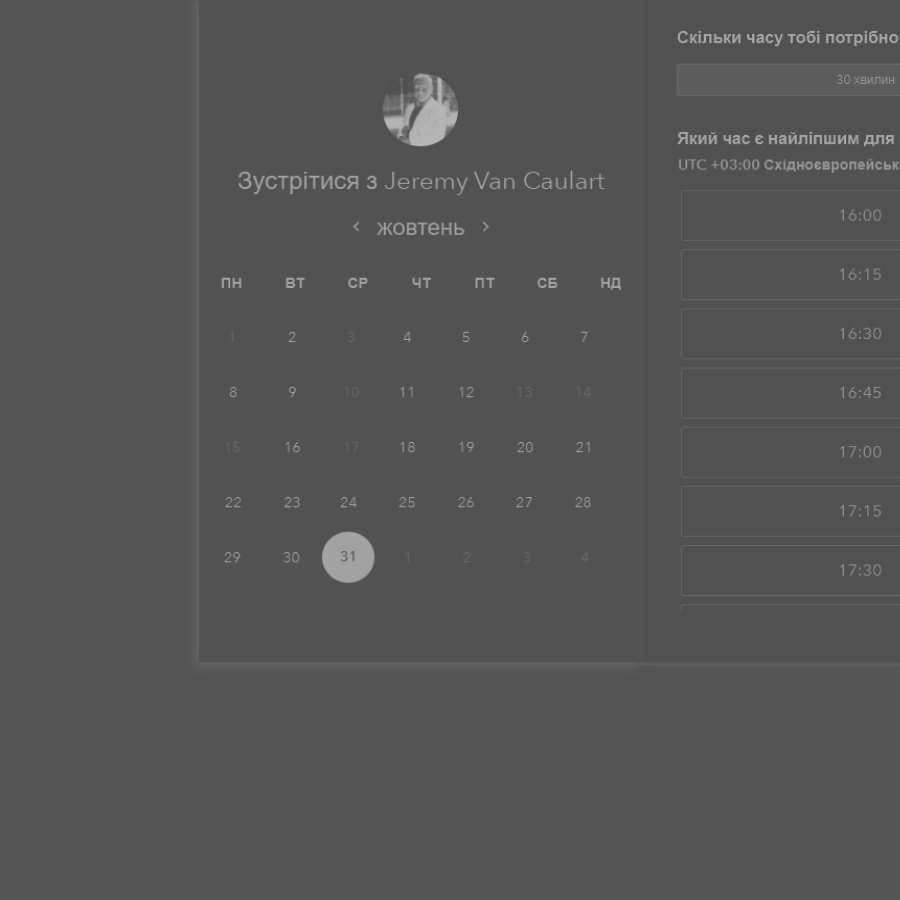 Зустрітися з Jeremy Van Caulart
жовтень
ПН ВТ СР ЧТ ПТ СБ НД
1 2 3 4 5 6 7
8 9 10 11 12 13 14
15 16 17 18 19 20 21
22 23 24 25 26 27 28
29 30 31 1 2 3 4
Скільки часу тобі потрібно
30 хвилин
Який час є найліпшим для
UTC +03:00 Східноєвропейськ
16:00
16:15
16:30
16:45
17:00
17:15
17:30